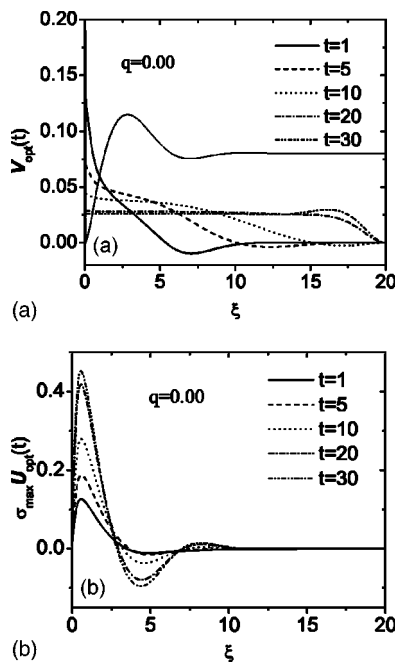 0.20
0.15
0.10
0.05
0.00
V_opt(t)
q=0.00
t=1
t=5
t=10
t=20
t=30
(a)
0 5 10 15 20
ξ
(a)
0.4
0.2
0.0
σ_max U_opt(t)
q=0.00
t=1
t=5
t=10
t=20
t=30
(b)
0 5 10 15 20
ξ
(b)